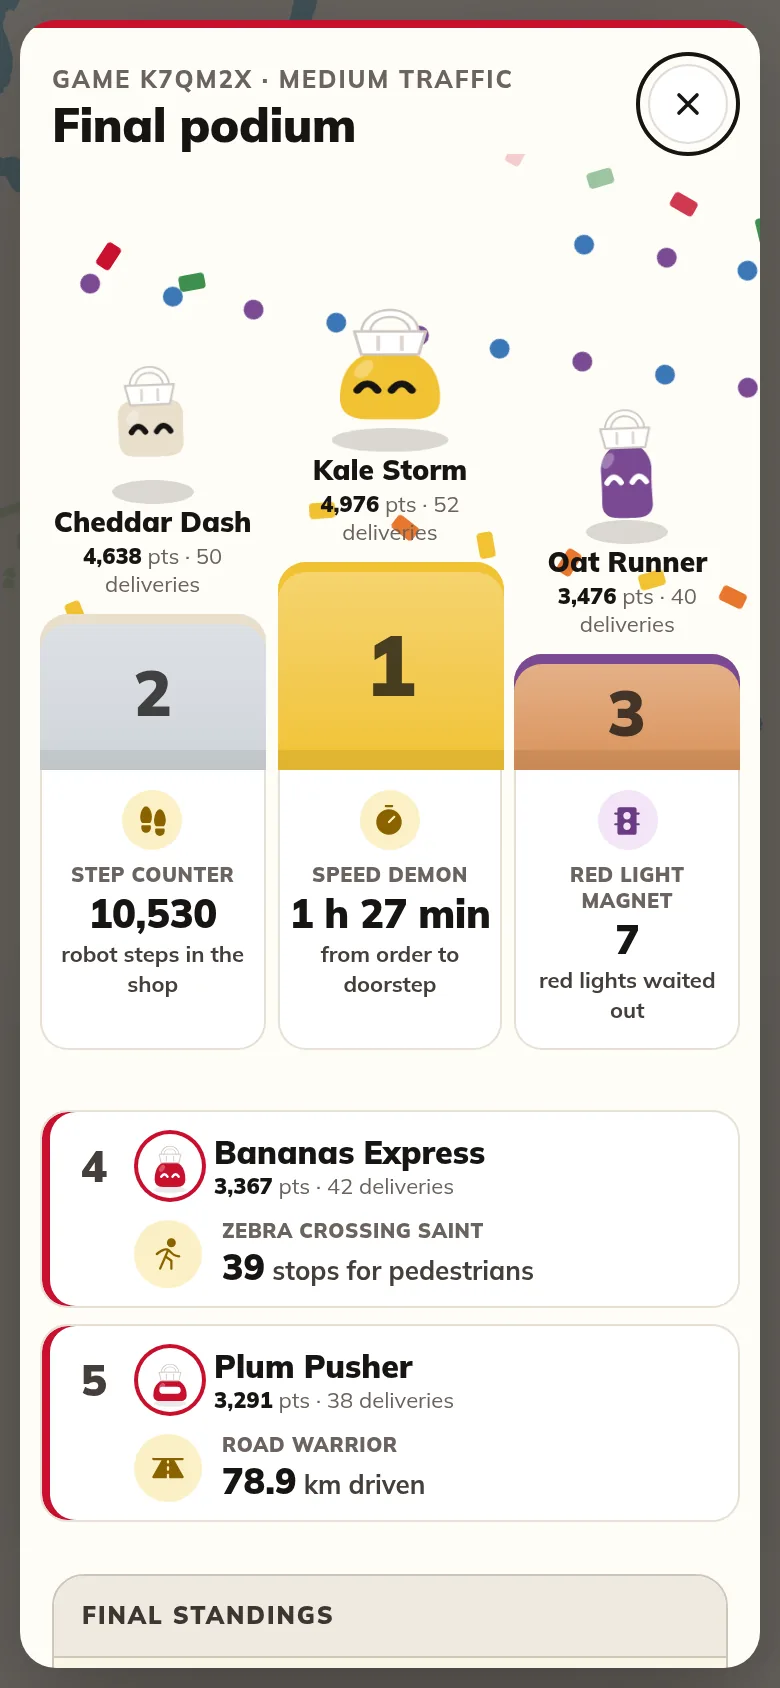 GAME K7QM2X · MEDIUM TRAFFIC
Final podium
Cheddar Dash
4,638 pts · 50
deliveries
2
STEP COUNTER
10,530
robot steps in the
shop
Kale Storm
4,976 pts · 52
deliveries
1
SPEED DEMON
1 h 27 min
from order to
doorstep
Oat Runner
3,476 pts · 40
deliveries
3
RED LIGHT
MAGNET
7
red lights waited
out
4
Bananas Express
3,367 pts · 42 deliveries
ZEBRA CROSSING SAINT
39 stops for pedestrians
5
Plum Pusher
3,291 pts · 38 deliveries
ROAD WARRIOR
78.9 km driven
FINAL STANDINGS